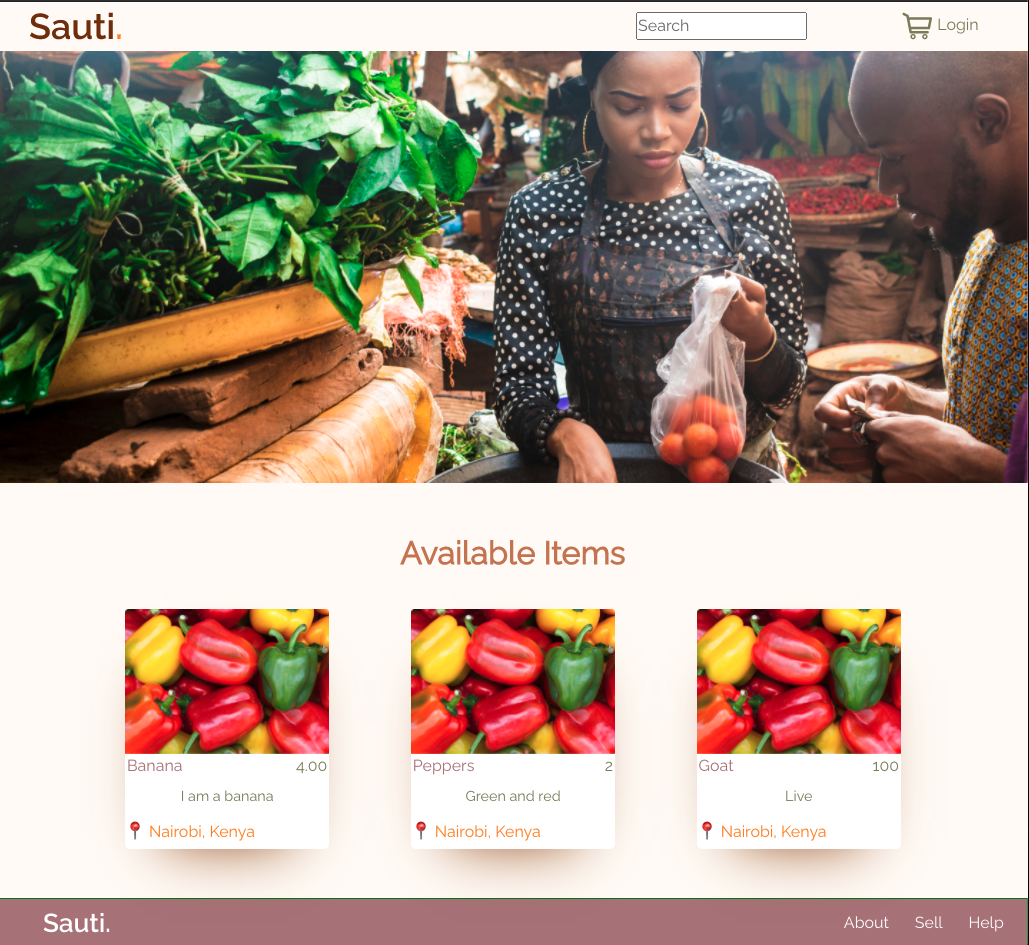 Sauti.
Search
Login
Available Items
Banana 4.00
I am a banana
Nairobi, Kenya
Peppers 2
Green and red
Nairobi, Kenya
Goat 100
Live
Nairobi, Kenya
Sauti.
About Sell Help